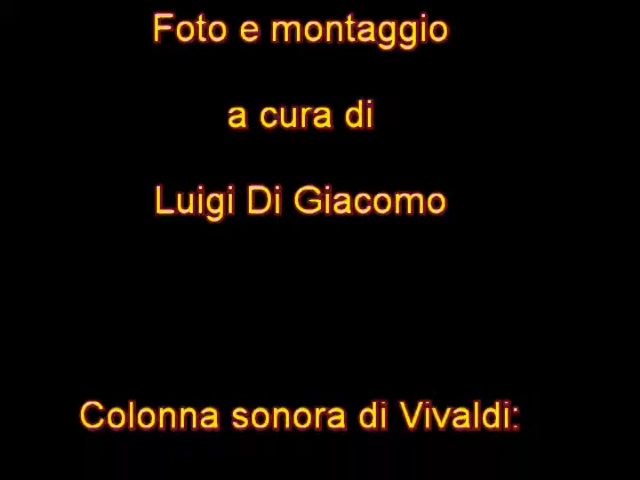 Foto e montaggio
a cura di
Luigi Di Giacomo
Colonna sonora di Vivaldi: